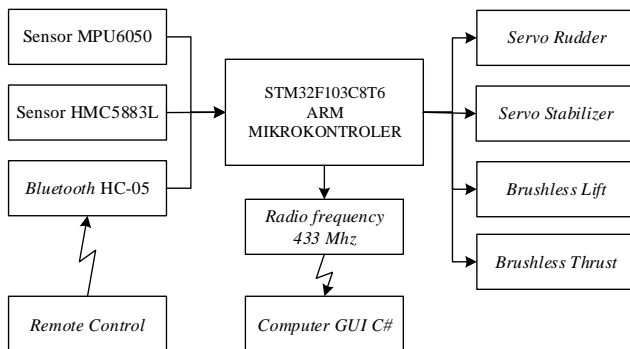 Sensor MPU6050
Sensor HMC5883L
Bluetooth HC-05
Remote Control
STM32F103C8T6
ARM
MIKROKONTROLER
Radio frequency
433 Mhz
Computer GUI C#
Servo Rudder
Servo Stabilizer
Brushless Lift
Brushless Thrust